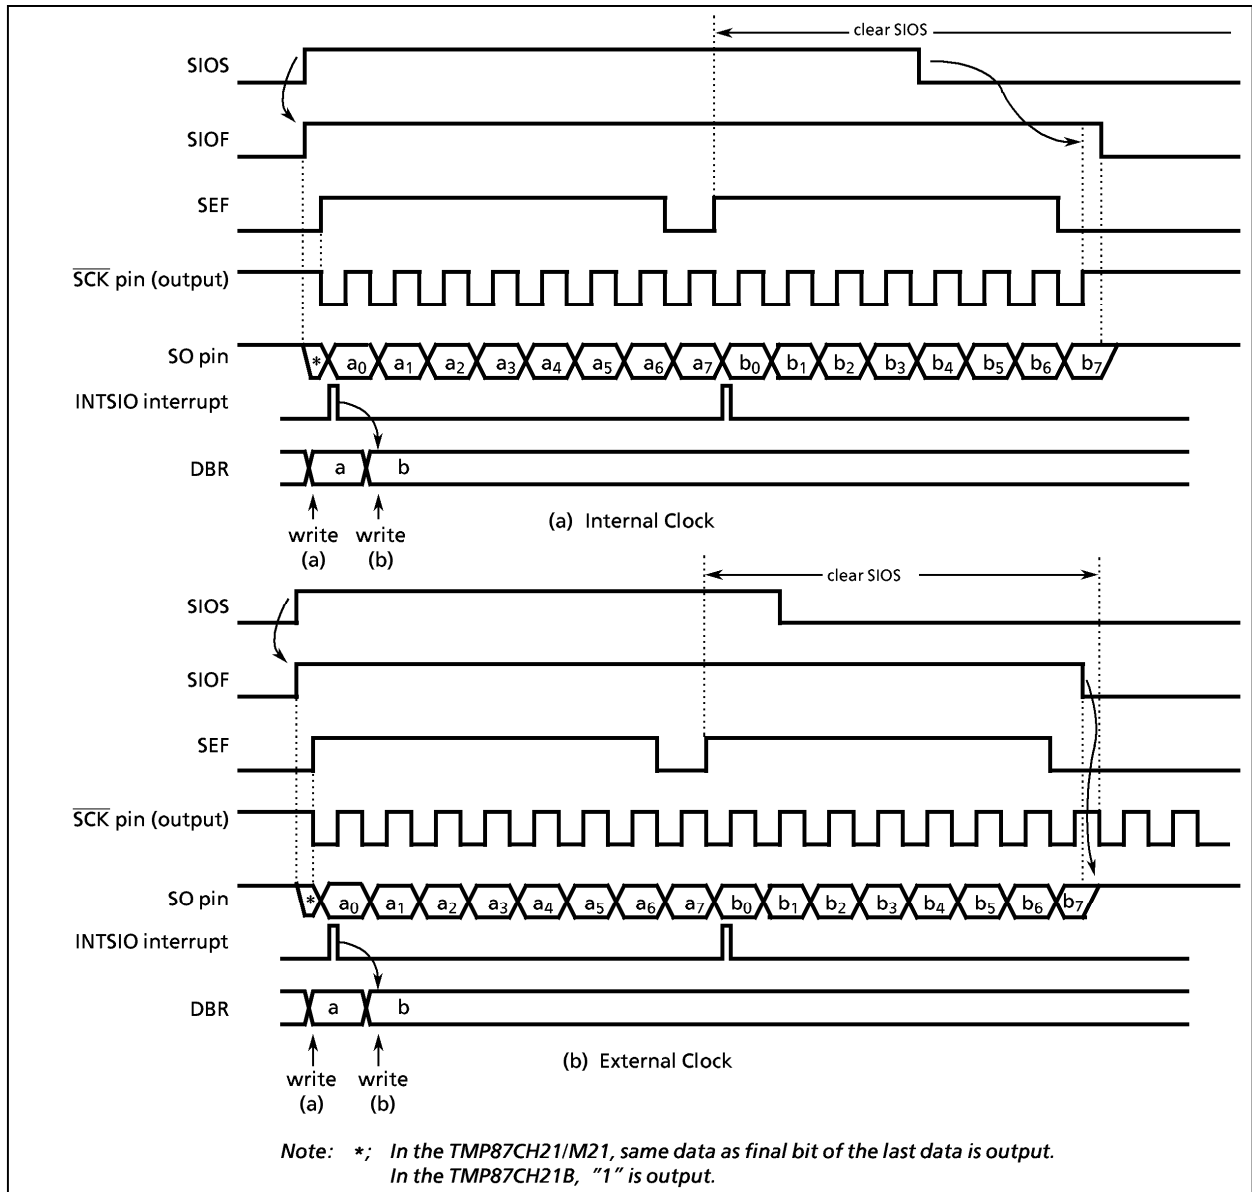 clear SIOS
SIOS
SIOF
SEF
SCK pin (output)
SO pin
* a0 a1 a2 a3 a4 a5 a6 a7 b0 b1 b2 b3 b4 b5 b6 b7
INTSIO interrupt
DBR
a b
write write
(a) (b)
(a) Internal Clock
clear SIOS
SIOS
SIOF
SEF
SCK pin (output)
SO pin
* a0 a1 a2 a3 a4 a5 a6 a7 b0 b1 b2 b3 b4 b5 b6 b7
INTSIO interrupt
DBR
a b
write write
(a) (b)
(b) External Clock
Note: *; In the TMP87CH21/M21, same data as final bit of the last data is output.
In the TMP87CH21B, "1" is output.